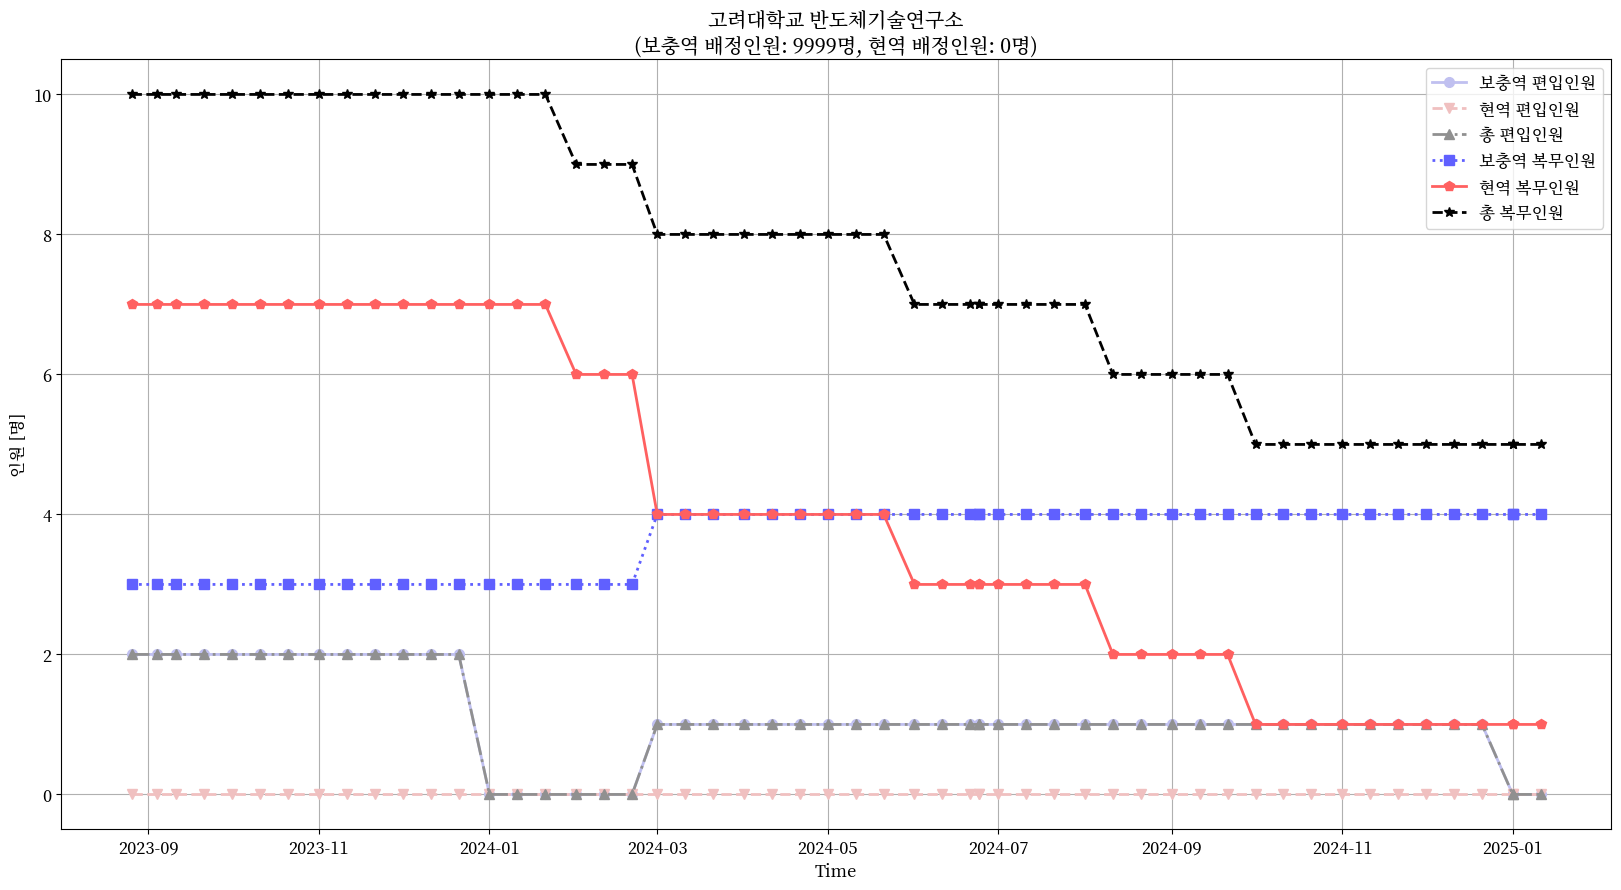 고려대학교 반도체기술연구소
(보충역 배정인원: 9999명, 현역 배정인원: 0명)
보충역 편입인원
현역 편입인원
총 편입인원
보충역 복무인원
현역 복무인원
총 복무인원
인원 [명]
10
8
6
4
2
0
2023-09
2023-11
2024-01
2024-03
2024-05
2024-07
2024-09
2024-11
2025-01
Time